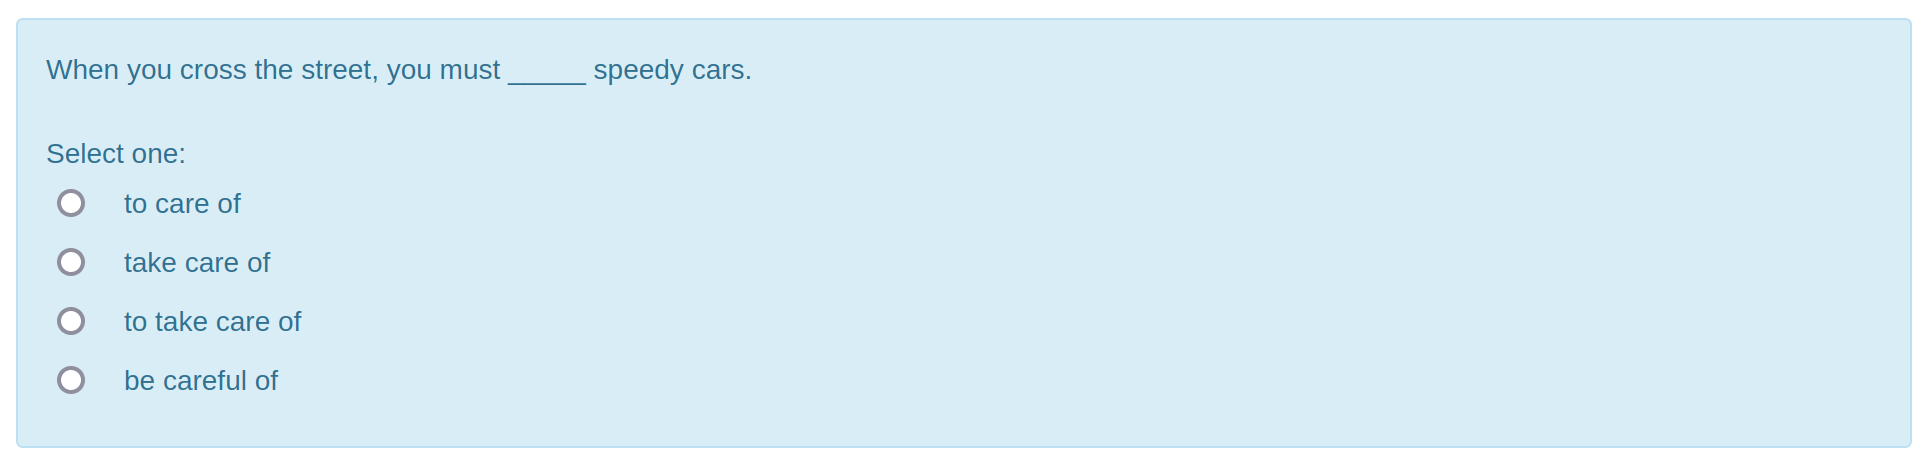 When you cross the street, you must _____ speedy cars.
Select one:
to care of
take care of
to take care of
be careful of